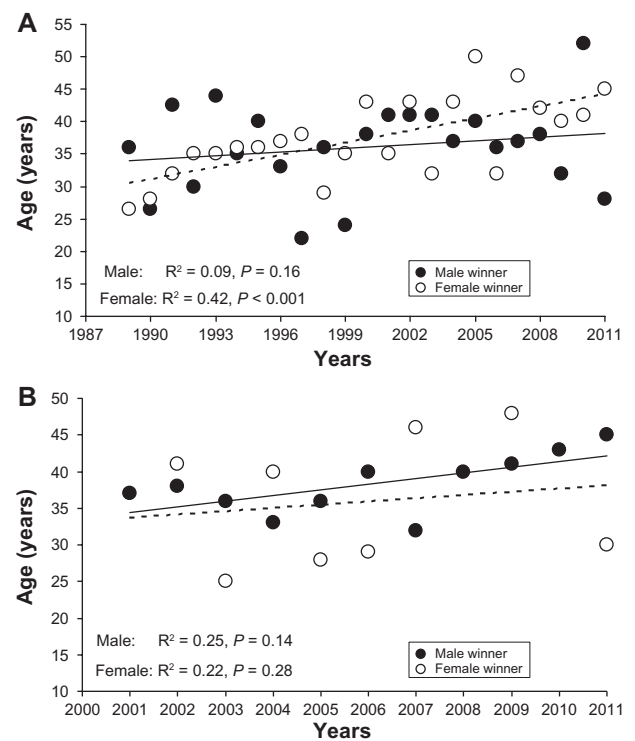 A
55
50
45
40
35
30
25
20
15
10
Age (years)
Male: R² = 0.09, P = 0.16
Female: R² = 0.42, P < 0.001
Male winner
Female winner
1987 1990 1993 1996 1999 2002 2005 2008 2011
Years
B
50
45
40
35
30
25
20
15
10
Age (years)
Male: R² = 0.25, P = 0.14
Female: R² = 0.22, P = 0.28
Male winner
Female winner
2000 2001 2002 2003 2004 2005 2006 2007 2008 2009 2010 2011
Years